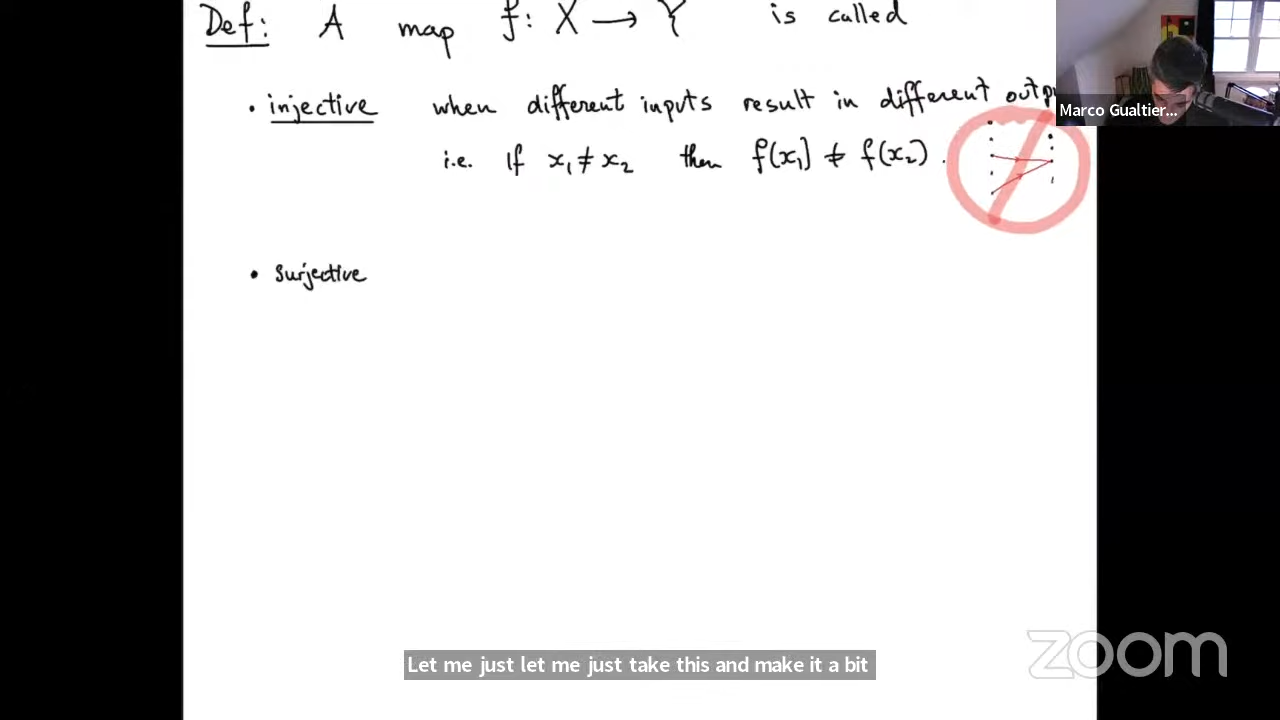 Def: A map f: X → Y is called
• injective when different inputs result in different outp
i.e. If x₁ ≠ x₂ then f(x₁) ≠ f(x₂).
• Surjective
Marco Gualtier...
Let me just let me just take this and make it a bit
zoom